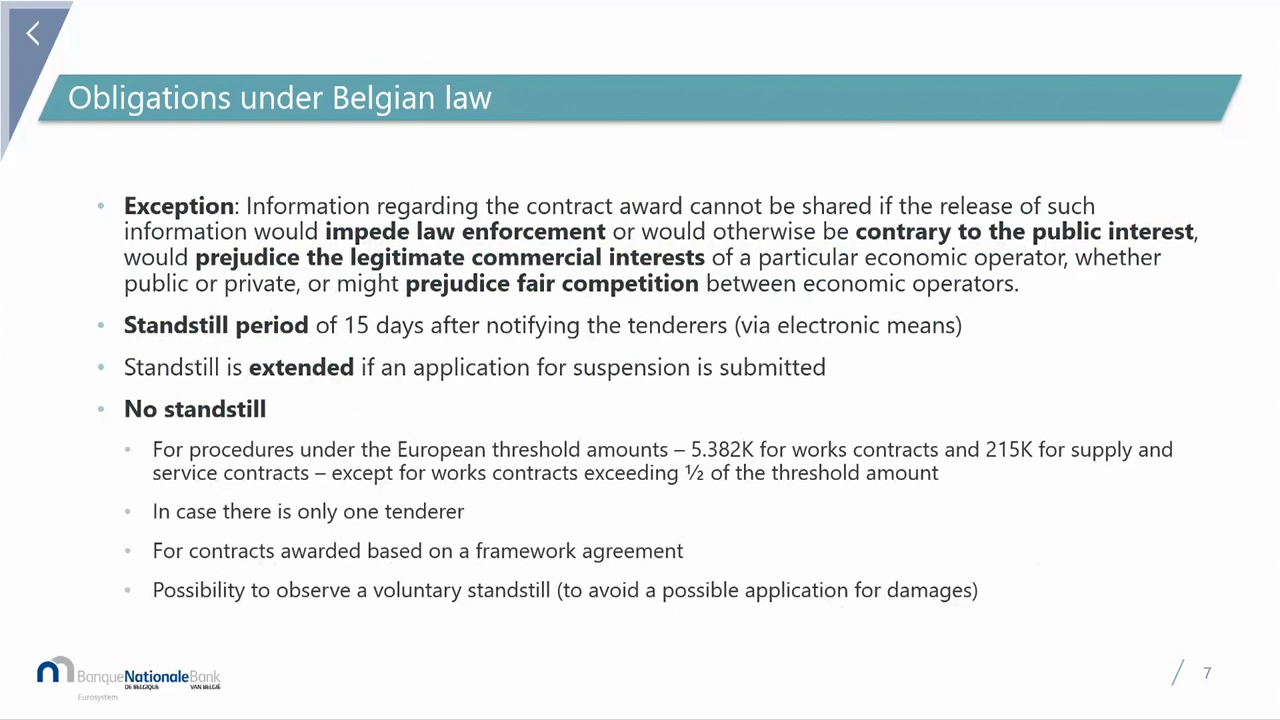 Obligations under Belgian law
• Exception: Information regarding the contract award cannot be shared if the release of such
information would impede law enforcement or would otherwise be contrary to the public interest,
would prejudice the legitimate commercial interests of a particular economic operator, whether
public or private, or might prejudice fair competition between economic operators.
• Standstill period of 15 days after notifying the tenderers (via electronic means)
• Standstill is extended if an application for suspension is submitted
• No standstill
• For procedures under the European threshold amounts – 5.382K for works contracts and 215K for supply and
service contracts – except for works contracts exceeding ½ of the threshold amount
• In case there is only one tenderer
• For contracts awarded based on a framework agreement
• Possibility to observe a voluntary standstill (to avoid a possible application for damages)
BanqueNationaleBank
DE BELGIQUE VAN BELGIË
Eurosystem
7